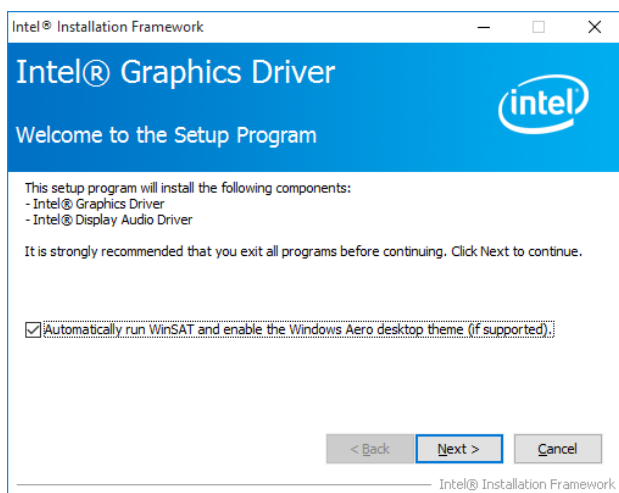 Intel® Installation Framework
Intel® Graphics Driver
intel
Welcome to the Setup Program
This setup program will install the following components:
- Intel® Graphics Driver
- Intel® Display Audio Driver
It is strongly recommended that you exit all programs before continuing. Click Next to continue.
Automatically run WinSAT and enable the Windows Aero desktop theme (if supported).
< Back Next > Cancel
Intel® Installation Framework